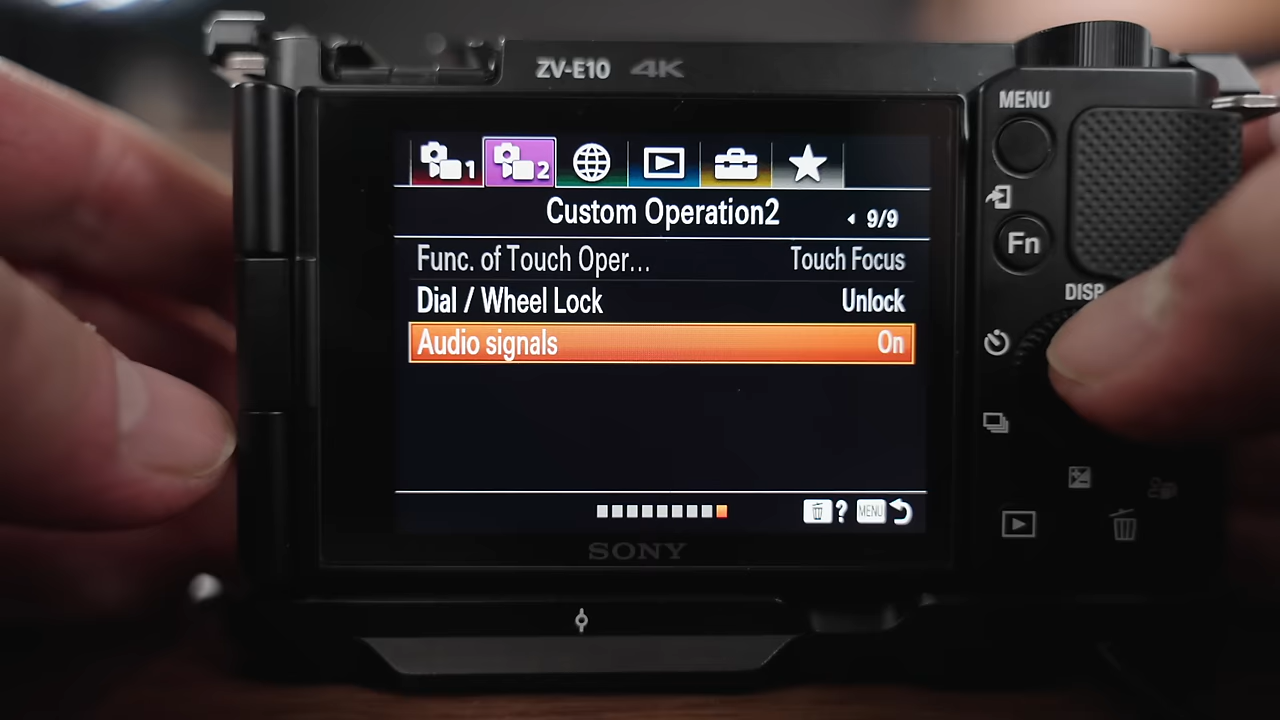 ZV-E10 4K
MENU
1 2
Custom Operation2 9/9
Fn
Func. of Touch Oper... Touch Focus
DISP
Dial / Wheel Lock Unlock
Audio signals On
? MENU
SONY